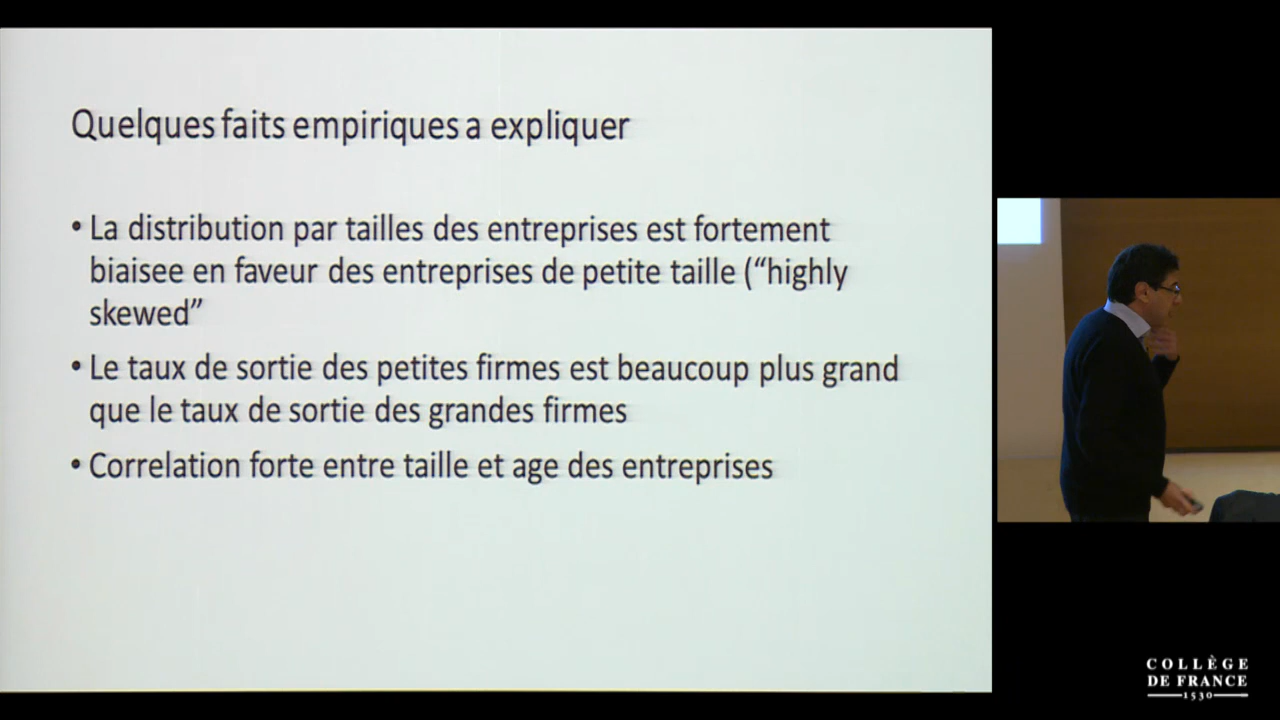 Quelques faits empiriques a expliquer
• La distribution par tailles des entreprises est fortement
biaisee en faveur des entreprises de petite taille (“highly
skewed”
• Le taux de sortie des petites firmes est beaucoup plus grand
que le taux de sortie des grandes firmes
• Correlation forte entre taille et age des entreprises
COLLÈGE
DE FRANCE
1530